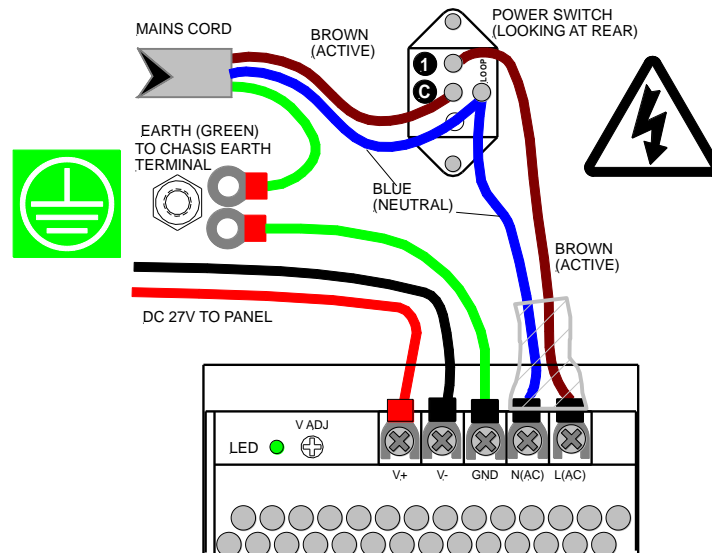 MAINS CORD
BROWN
(ACTIVE)
POWER SWITCH
(LOOKING AT REAR)
1
C
LOOP
EARTH (GREEN)
TO CHASIS EARTH
TERMINAL
BLUE
(NEUTRAL)
BROWN
(ACTIVE)
DC 27V TO PANEL
V ADJ
LED
V+
V-
GND
N(AC)
L(AC)